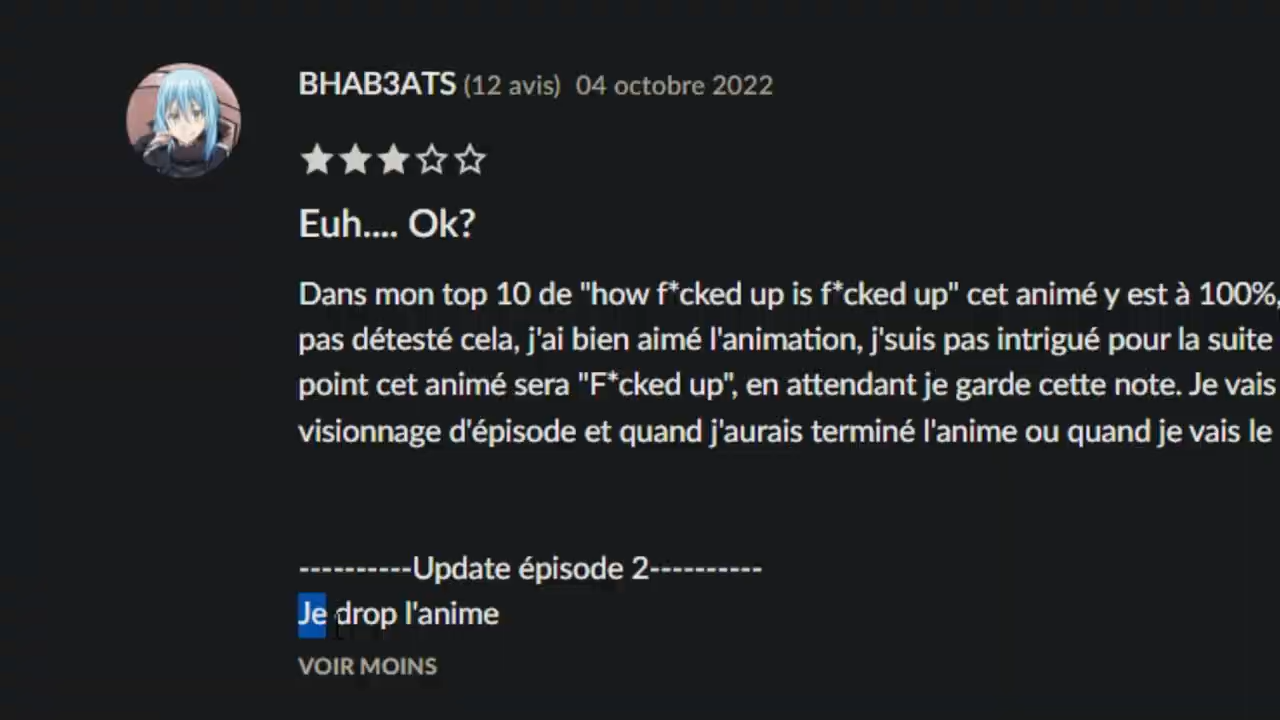 BHAB3ATS (12 avis) 04 octobre 2022
Euh.... Ok?
Dans mon top 10 de "how f*cked up is f*cked up" cet animé y est à 100%,
pas détesté cela, j'ai bien aimé l'animation, j'suis pas intrigué pour la suite
point cet animé sera "F*cked up", en attendant je garde cette note. Je vais
visionnage d'épisode et quand j'aurais terminé l'anime ou quand je vais le
----------Update épisode 2----------
Je drop l'anime
VOIR MOINS